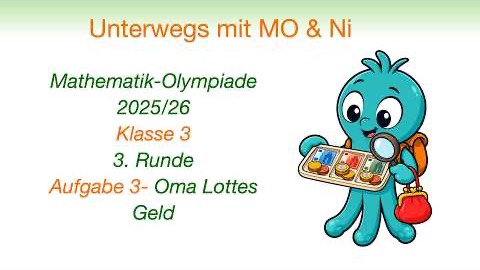 Unterwegs mit MO & Ni
Mathematik-Olympiade
2025/26
Klasse 3
3. Runde
Aufgabe 3- Oma Lottes
Geld